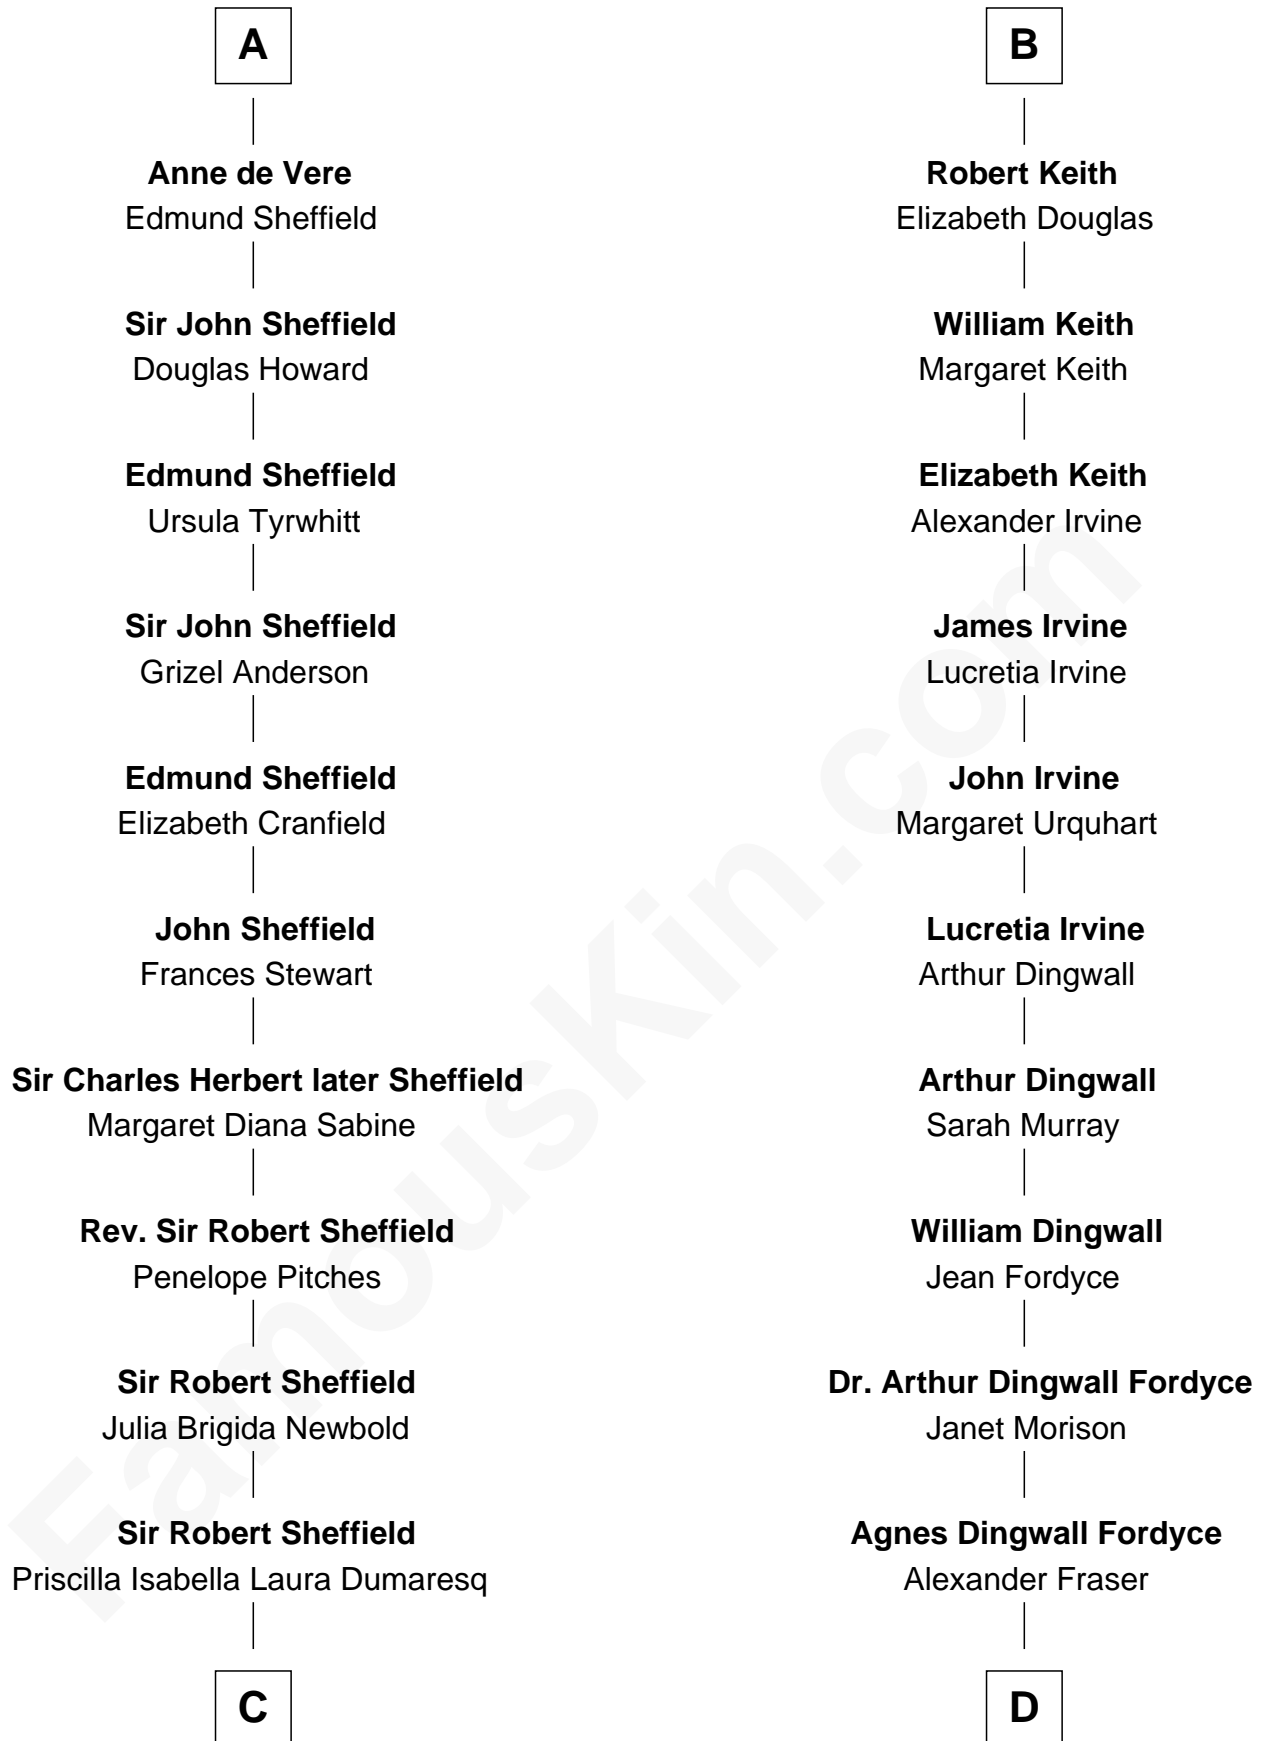 A
Anne de Vere
Edmund Sheffield
Sir John Sheffield
Douglas Howard
Edmund Sheffield
Ursula Tyrwhitt
Sir John Sheffield
Grizel Anderson
Edmund Sheffield
Elizabeth Cranfield
John Sheffield
Frances Stewart
Sir Charles Herbert later Sheffield
Margaret Diana Sabine
Rev. Sir Robert Sheffield
Penelope Pitches
Sir Robert Sheffield
Julia Brigida Newbold
Sir Robert Sheffield
Priscilla Isabella Laura Dumaresq
C
B
Robert Keith
Elizabeth Douglas
William Keith
Margaret Keith
Elizabeth Keith
Alexander Irvine
James Irvine
Lucretia Irvine
John Irvine
Margaret Urquhart
Lucretia Irvine
Arthur Dingwall
Arthur Dingwall
Sarah Murray
William Dingwall
Jean Fordyce
Dr. Arthur Dingwall Fordyce
Janet Morison
Agnes Dingwall Fordyce
Alexander Fraser
D
FamousKin.com